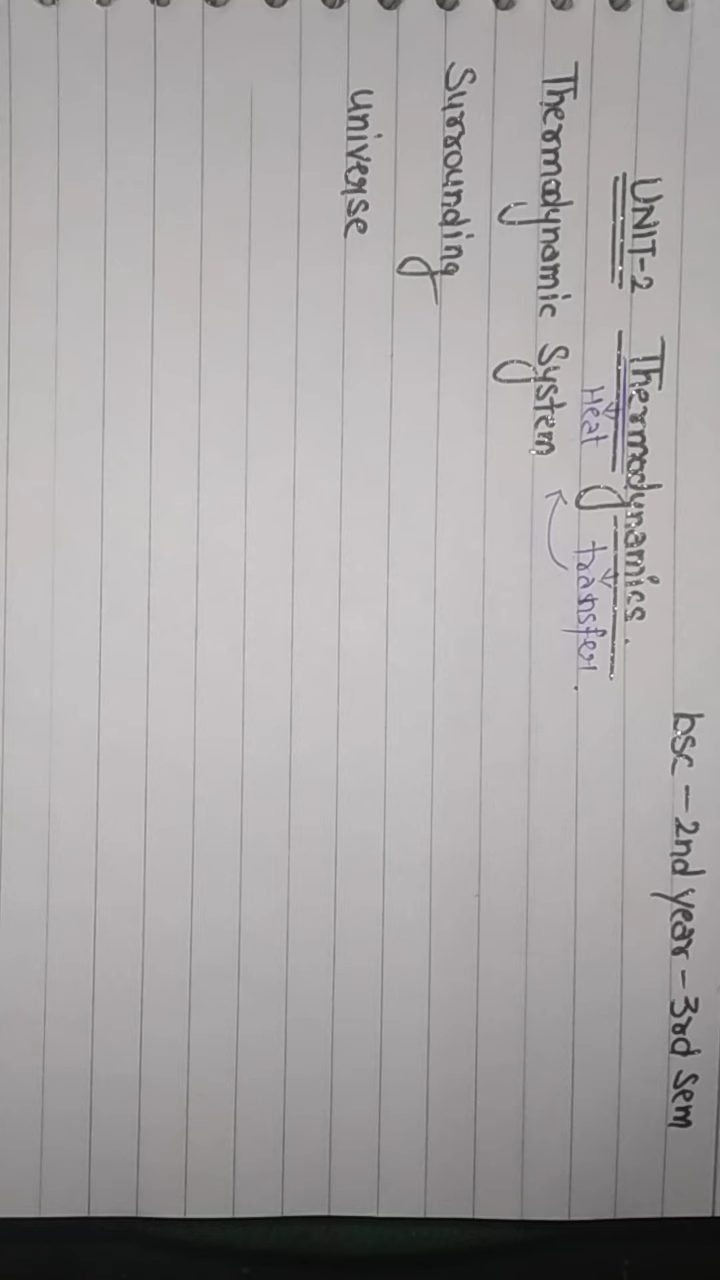 bsc - 2nd year - 3rd sem
UNIT-2 Thermodynamics.
Heat transfer.
Thermodynamic System
Surrounding
universe